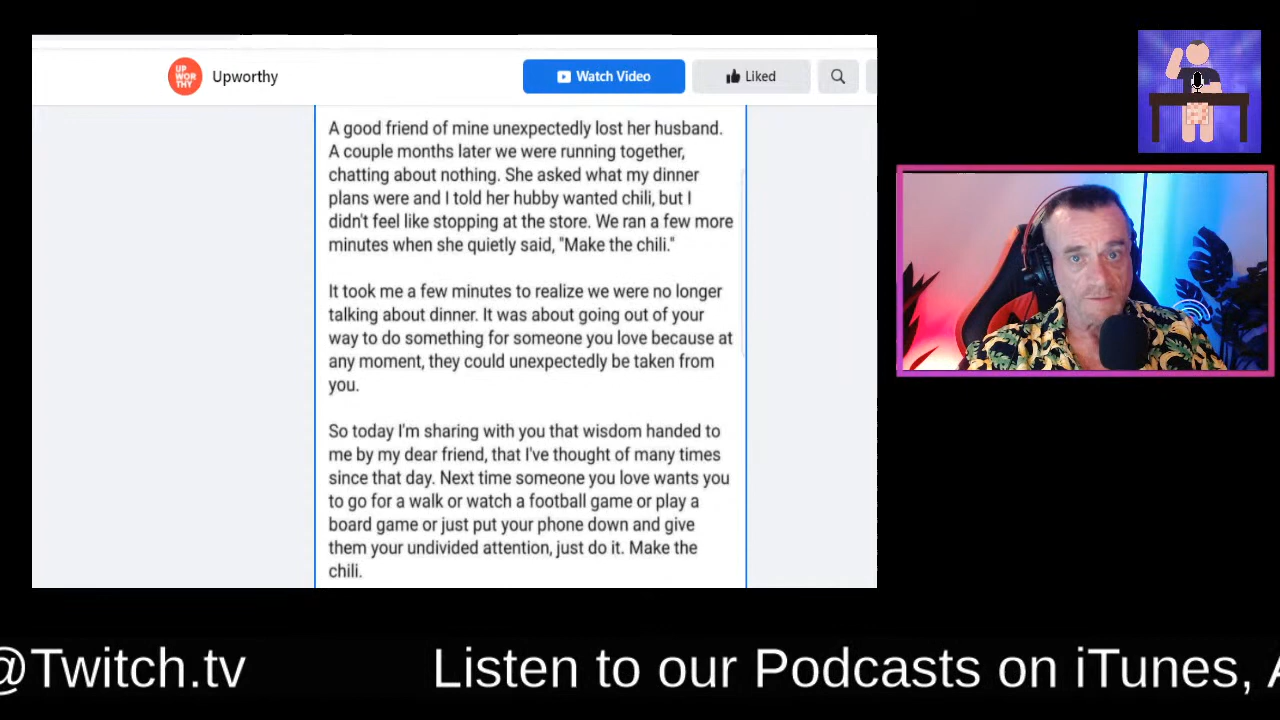 UP
WOR
THY
Upworthy
Watch Video
Liked
A good friend of mine unexpectedly lost her husband.
A couple months later we were running together,
chatting about nothing. She asked what my dinner
plans were and I told her hubby wanted chili, but I
didn't feel like stopping at the store. We ran a few more
minutes when she quietly said, "Make the chili."
It took me a few minutes to realize we were no longer
talking about dinner. It was about going out of your
way to do something for someone you love because at
any moment, they could unexpectedly be taken from
you.
So today I'm sharing with you that wisdom handed to
me by my dear friend, that I've thought of many times
since that day. Next time someone you love wants you
to go for a walk or watch a football game or play a
board game or just put your phone down and give
them your undivided attention, just do it. Make the
chili.
@Twitch.tv Listen to our Podcasts on iTunes,